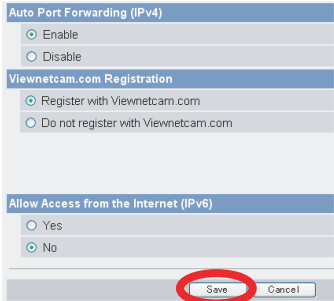 Auto Port Forwarding (IPv4)
Enable
Disable
Viewnetcam.com Registration
Register with Viewnetcam.com
Do not register with Viewnetcam.com
Allow Access from the Internet (IPv6)
Yes
No
Save Cancel